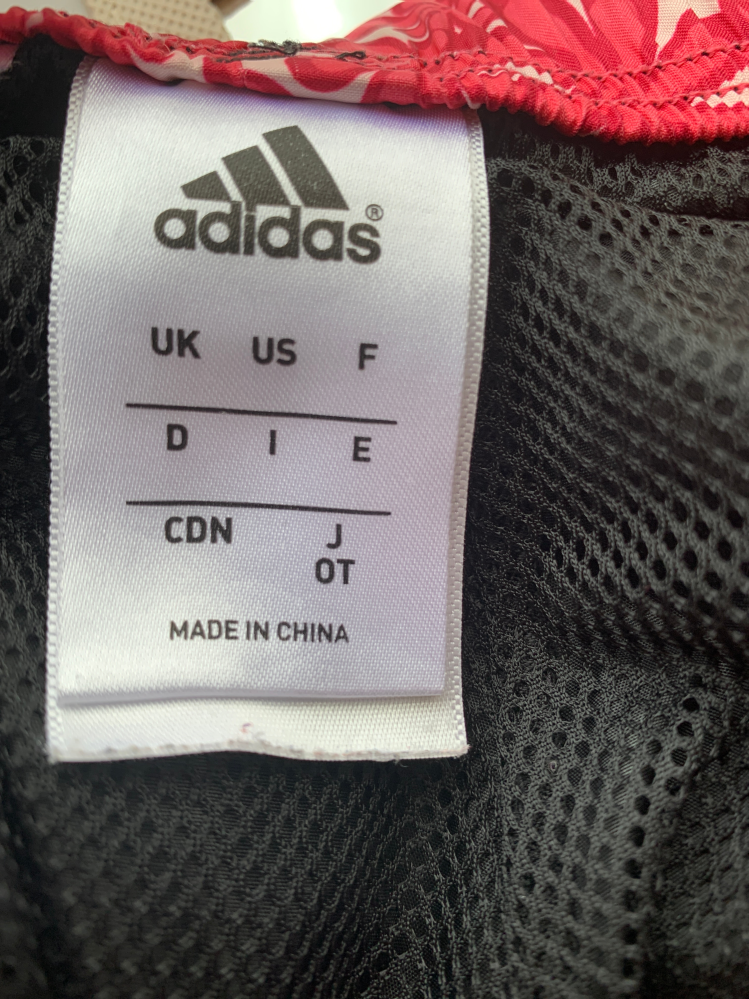 adidas®
UK US F
D I E
CDN J
OT
MADE IN CHINA